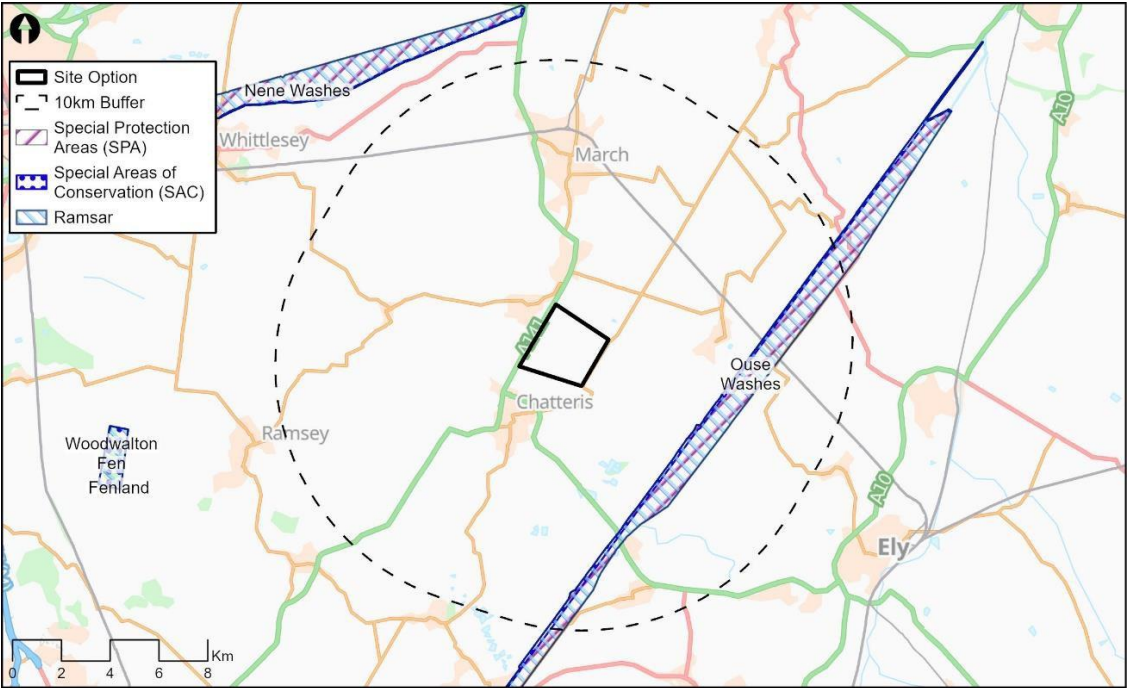 Site Option
10km Buffer
Special Protection
Areas (SPA)
Special Areas of
Conservation (SAC)
Ramsar
Nene Washes
Whittlesey
March
A10
A141
Ouse
Washes
Chatteris
Ramsey
Woodwalton
Fen
Fenland
A10
Ely
Km
0 2 4 6 8